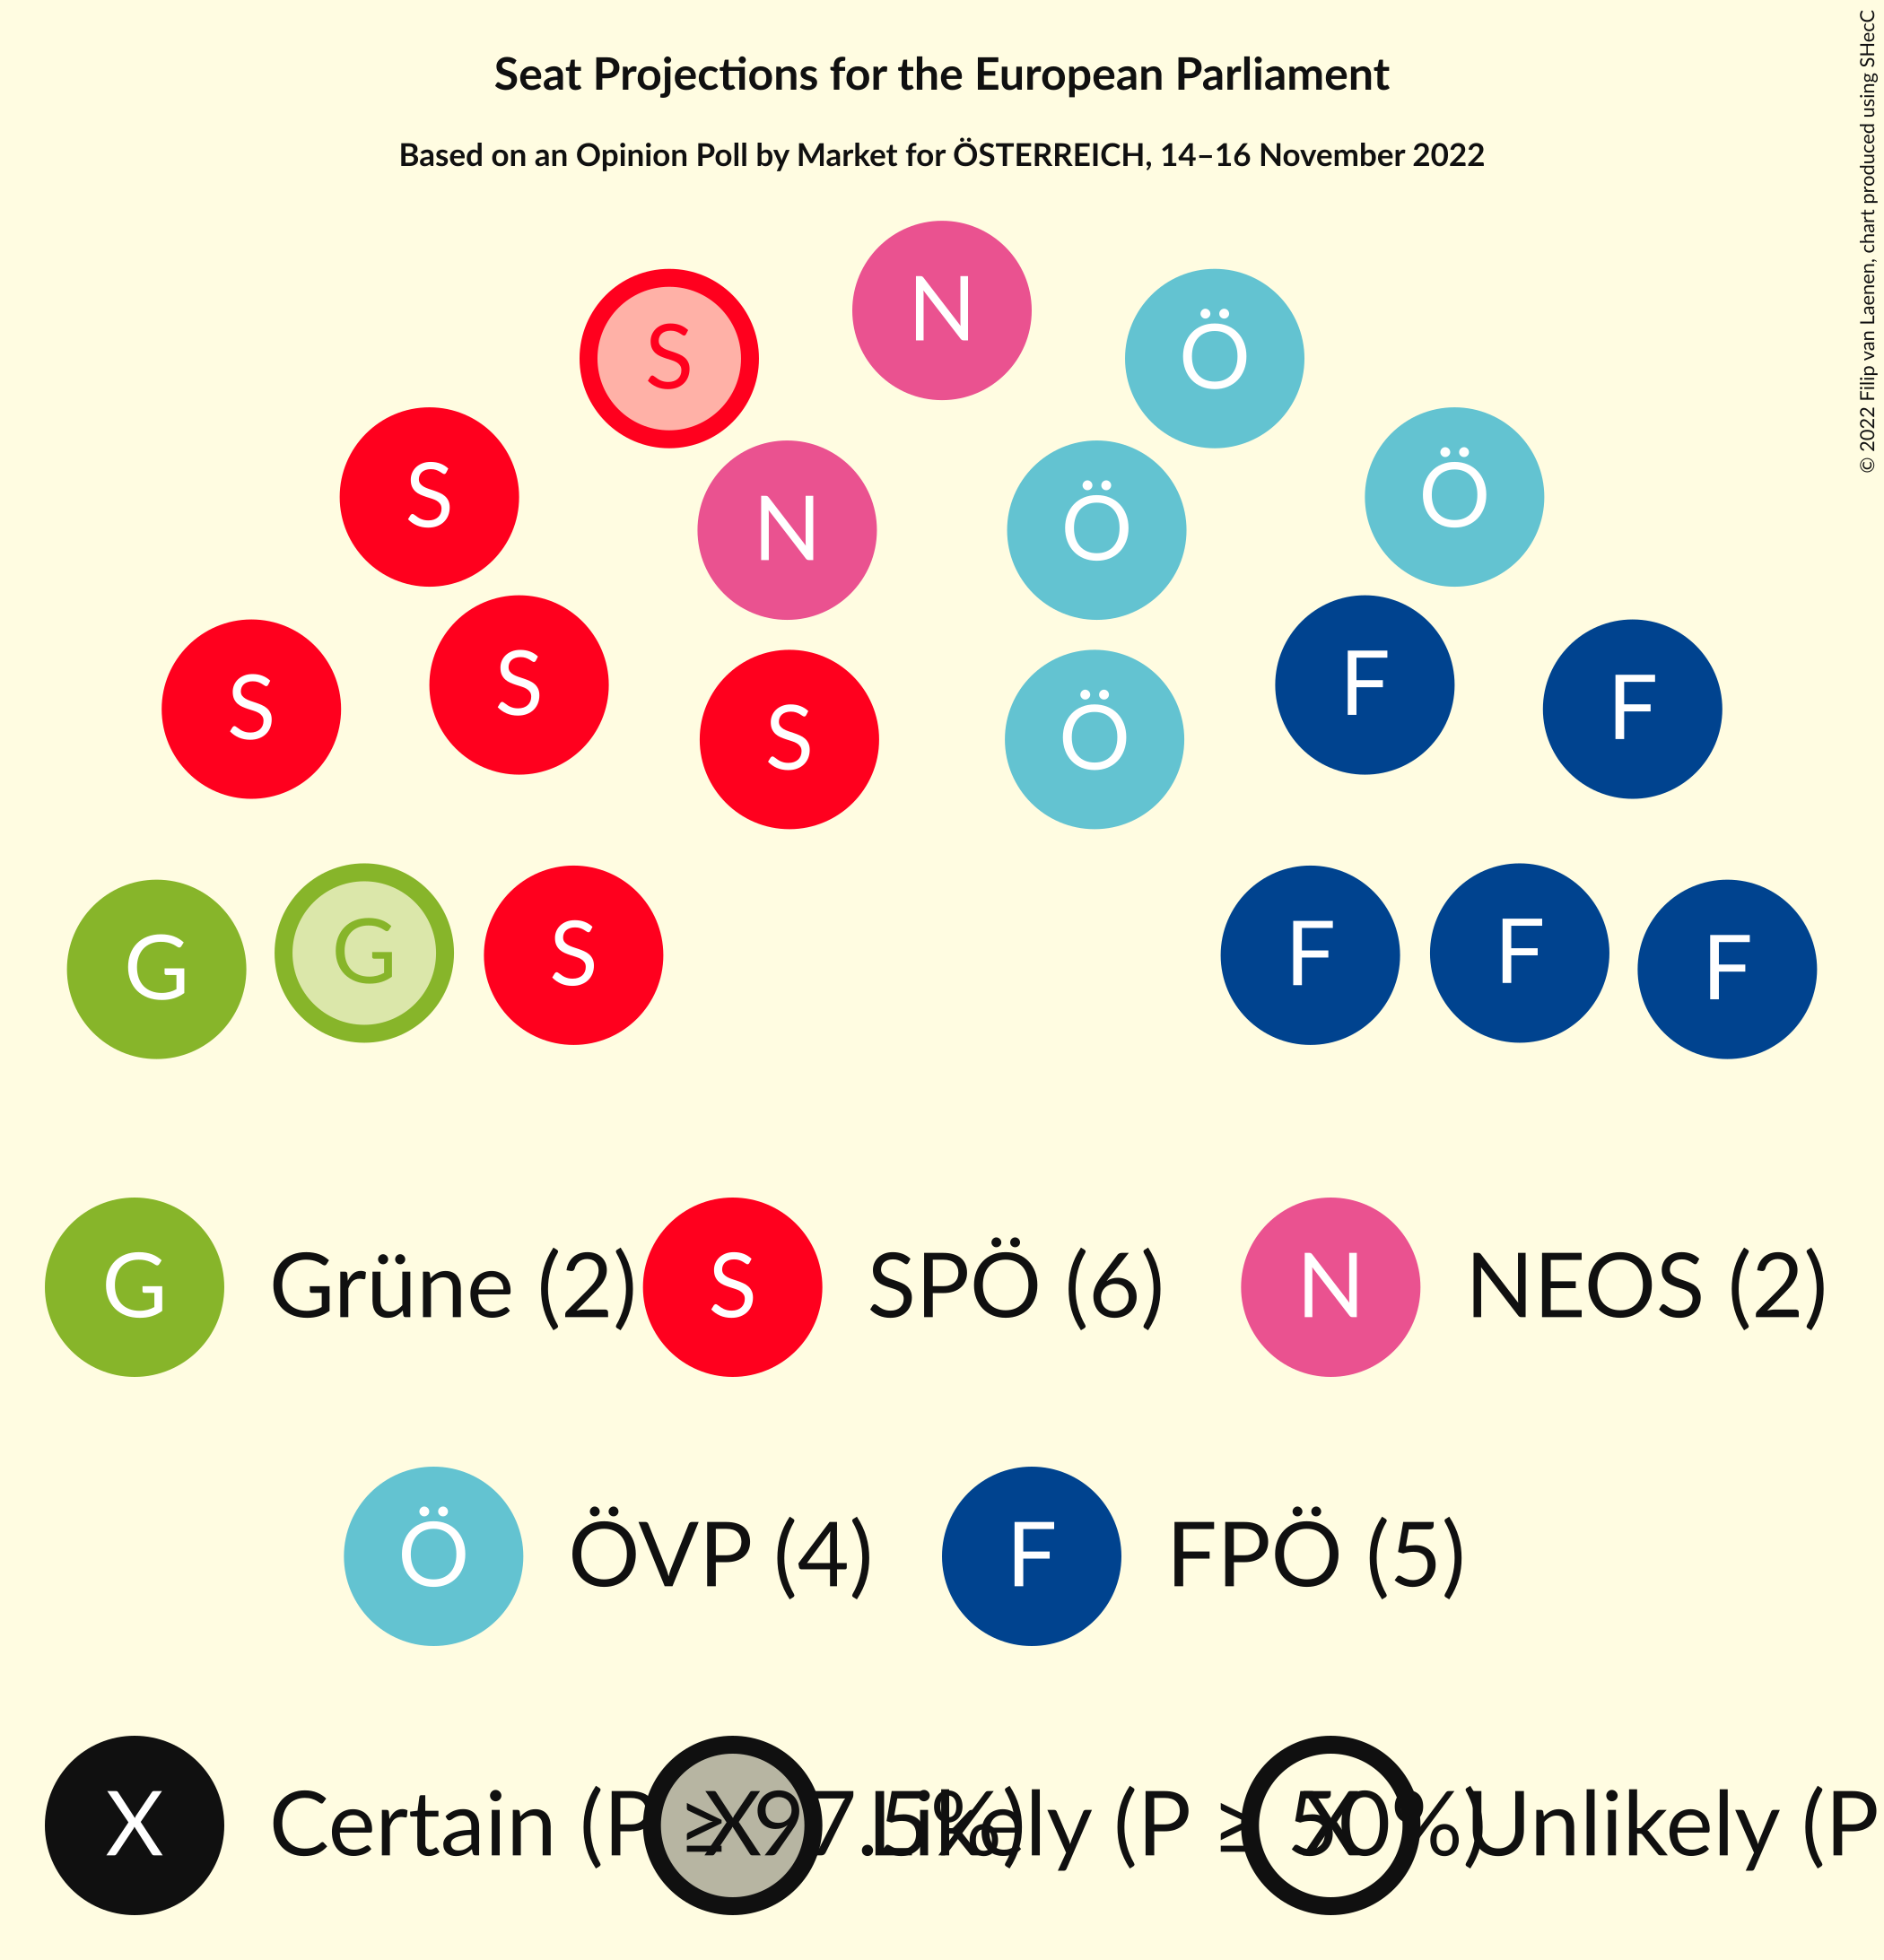 Seat Projections for the European Parliament
Based on an Opinion Poll by Market for ÖSTERREICH, 14–16 November 2022
© 2022 Filip van Laenen, chart produced using SHecC
N
S Ö
S Ö
N Ö
S S F F
S Ö
G G S F F F
G Grüne (2) S SPÖ (6) N NEOS (2)
Ö ÖVP (4) F FPÖ (5)
X Certain (P ≥ 97.5%) X Likely (P ≥ 50%) X Unlikely (P